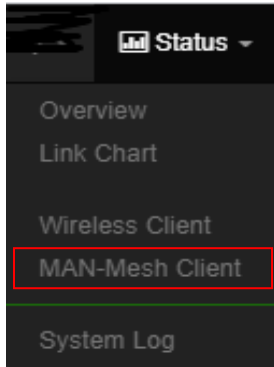 Status
Overview
Link Chart
Wireless Client
MAN-Mesh Client
System Log